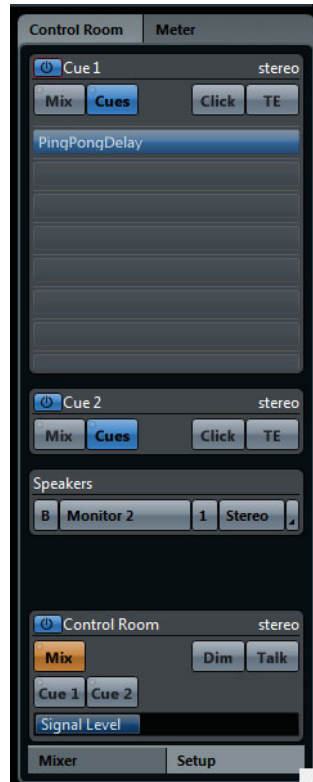 Control Room Meter
Cue 1 stereo
Mix Cues Click TE
PingPongDelay
Cue 2 stereo
Mix Cues Click TE
Speakers
B Monitor 2 1 Stereo
Control Room stereo
Mix Dim Talk
Cue 1 Cue 2
Signal Level
Mixer Setup